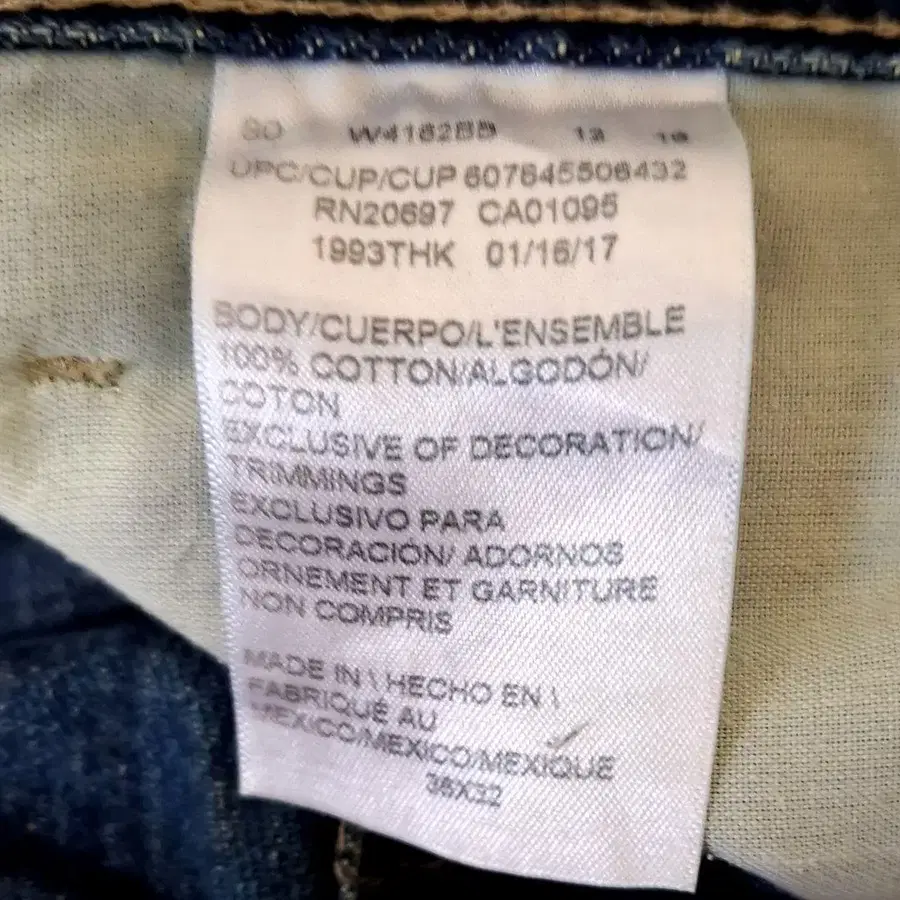 UPC/CUP/CUP 607645506432
RN20697 CA01095
1993THK 01/16/17
BODY/CUERPO/L'ENSEMBLE
100% COTTON/ALGODÓN/
COTON
EXCLUSIVE OF DECORATION/
TRIMMINGS
EXCLUSIVO PARA
DECORACIÓN/ ADORNOS
ORNEMENT ET GARNITURE
NON COMPRIS
MADE IN \ HECHO EN \
FABRIQUÉ AU
MEXICO/MEXICO/MEXIQUE
36X32